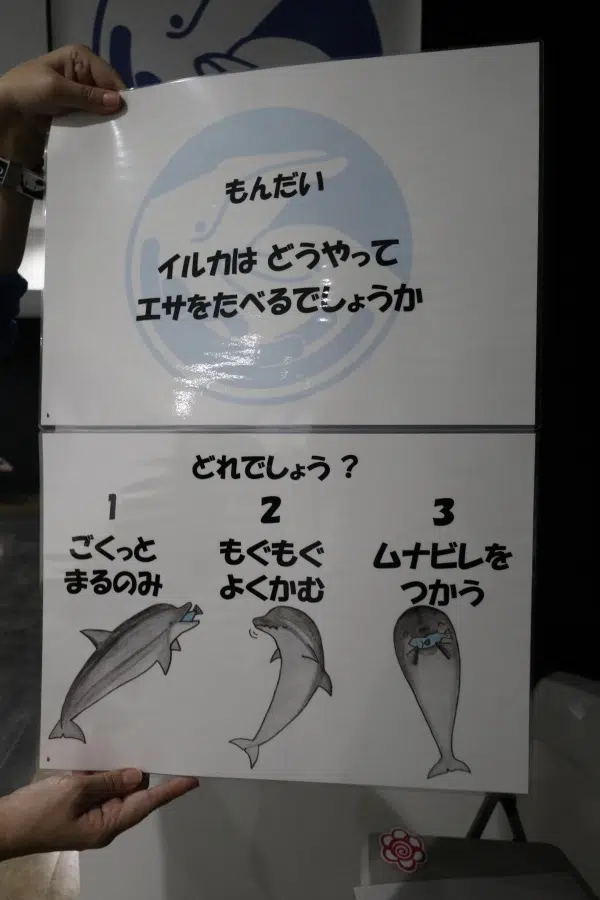 もんだい
イルカは どうやって
エサをたべるでしょうか
どれでしょう？
1
ごくっと
まるのみ
2
もぐもぐ
よくかむ
3
ムナビレを
つかう